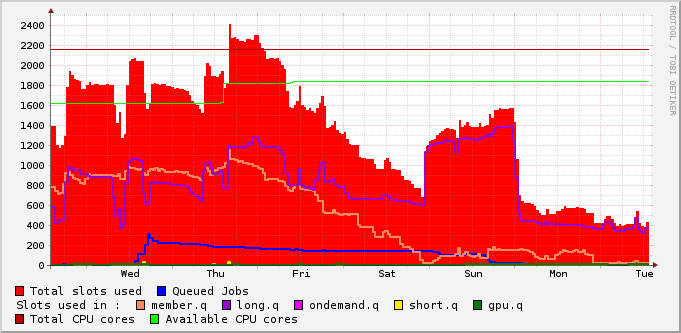 RRDTOOL / TOBI OETIKER
2400
2200
2000
1800
1600
1400
1200
1000
800
600
400
200
0
Wed Thu Fri Sat Sun Mon Tue
Total slots used Queued Jobs
Slots used in : member.q long.q ondemand.q short.q gpu.q
Total CPU cores Available CPU cores